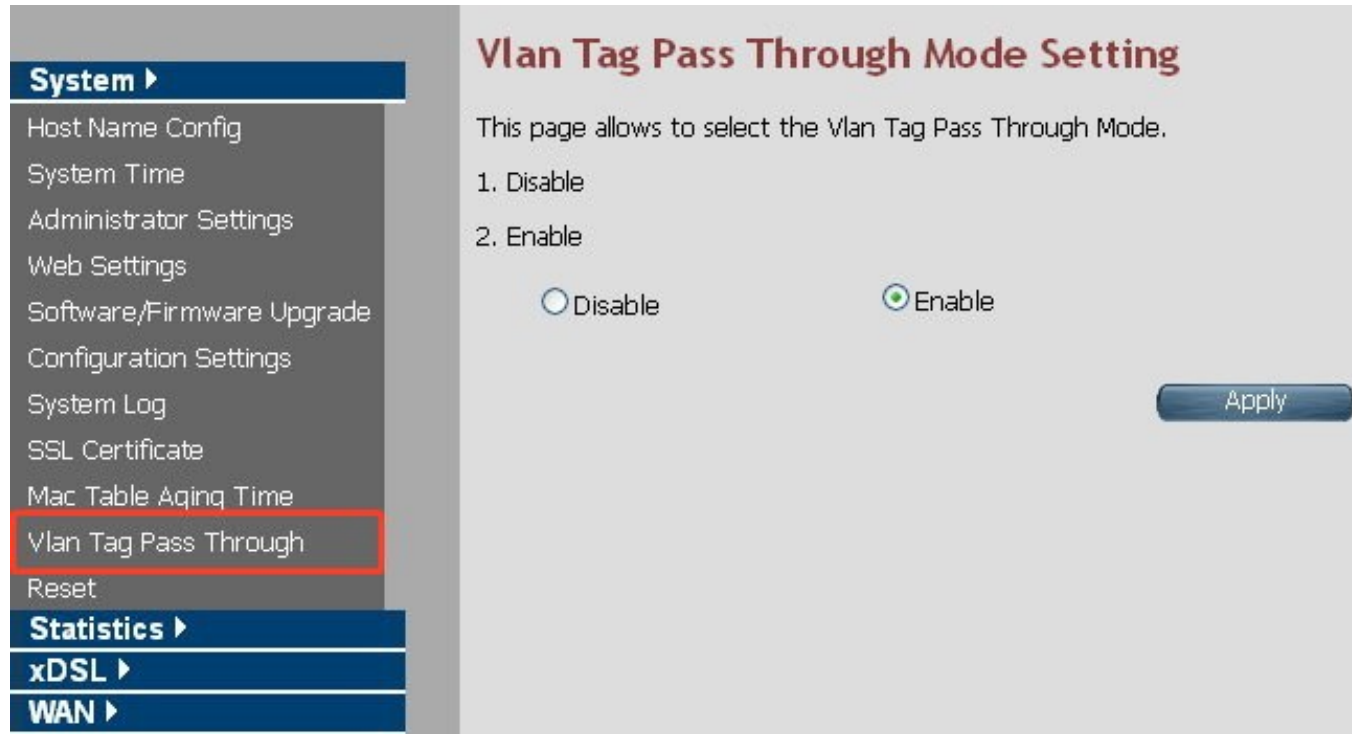 System
Host Name Config
System Time
Administrator Settings
Web Settings
Software/Firmware Upgrade
Configuration Settings
System Log
SSL Certificate
Mac Table Aging Time
Vlan Tag Pass Through
Reset
Statistics
xDSL
WAN
Vlan Tag Pass Through Mode Setting
This page allows to select the Vlan Tag Pass Through Mode.
1. Disable
2. Enable
Disable Enable
Apply